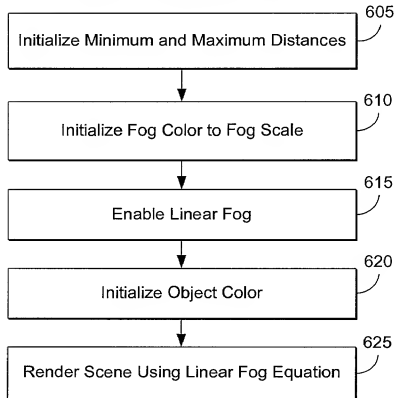 605
Initialize Minimum and Maximum Distances
610
Initialize Fog Color to Fog Scale
615
Enable Linear Fog
620
Initialize Object Color
625
Render Scene Using Linear Fog Equation